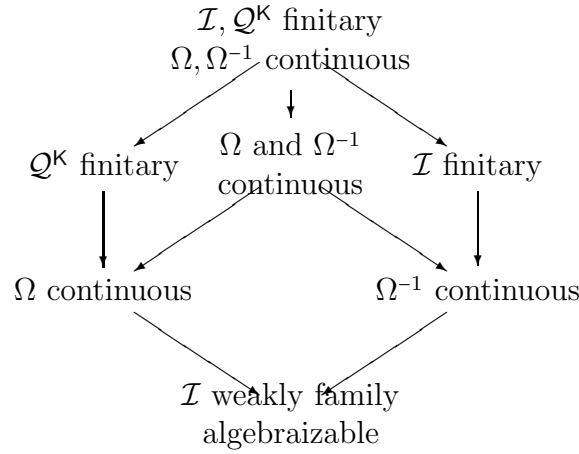 ℐ, 𝒬ᴷ finitary
Ω, Ω⁻¹ continuous
Ω and Ω⁻¹
continuous
𝒬ᴷ finitary
ℐ finitary
Ω continuous
Ω⁻¹ continuous
ℐ weakly family
algebraizable